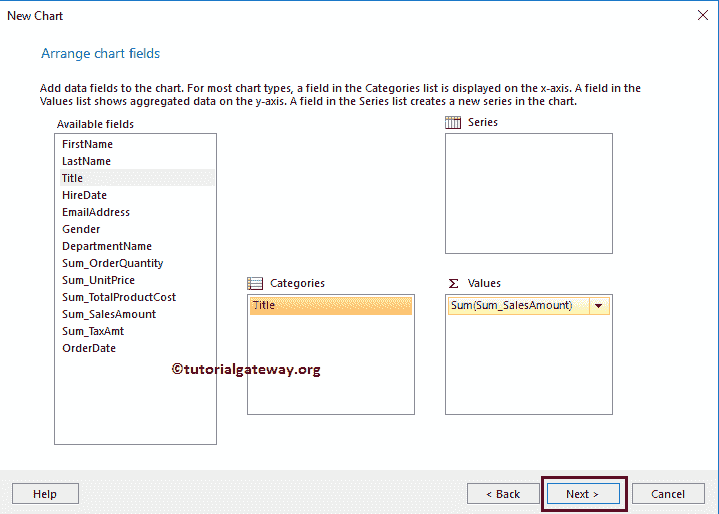 New Chart
Arrange chart fields
Add data fields to the chart. For most chart types, a field in the Categories list is displayed on the x-axis. A field in the
Values list shows aggregated data on the y-axis. A field in the Series list creates a new series in the chart.
Available fields
FirstName
LastName
Title
HireDate
EmailAddress
Gender
DepartmentName
Sum_OrderQuantity
Sum_UnitPrice
Sum_TotalProductCost
Sum_SalesAmount
Sum_TaxAmt
OrderDate
Series
Categories
Title
Σ Values
Sum(Sum_SalesAmount)
©tutorialgateway.org
Help
< Back
Next >
Cancel